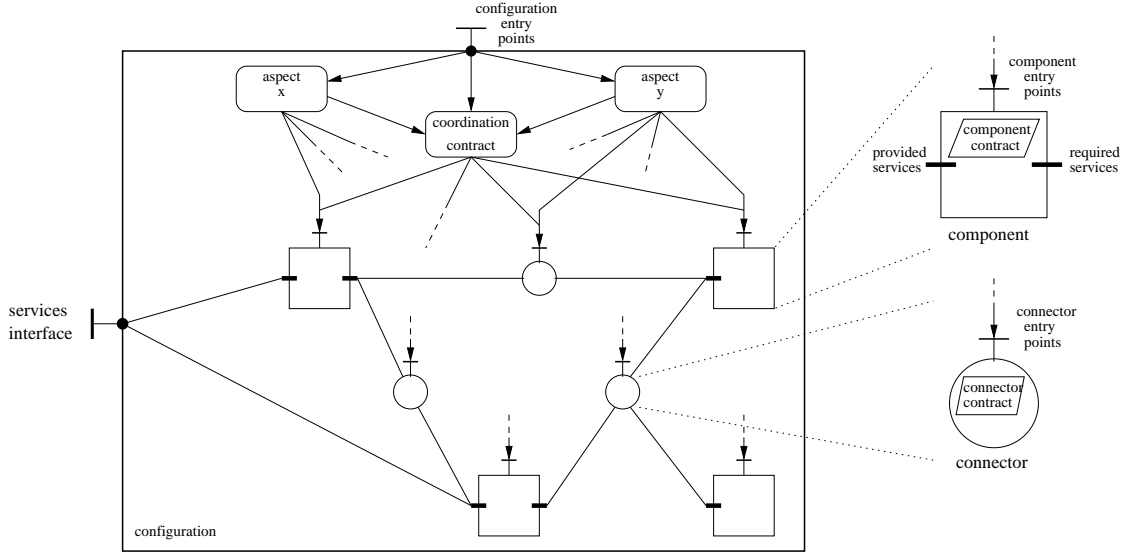 configuration
entry
points
aspect
x
aspect
y
coordination
contract
services
interface
configuration
component
entry
points
component
contract
provided
services
required
services
component
connector
entry
points
connector
contract
connector